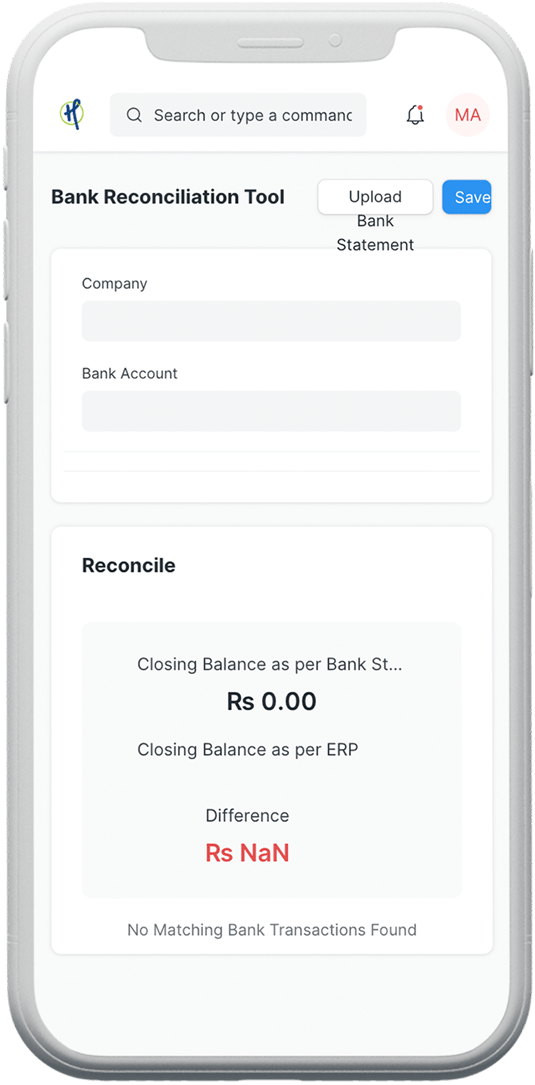 H
Search or type a command
MA
Bank Reconciliation Tool
Upload
Bank
Statement
Save
Company
Bank Account
Reconcile
Closing Balance as per Bank St...
Rs 0.00
Closing Balance as per ERP
Difference
Rs NaN
No Matching Bank Transactions Found